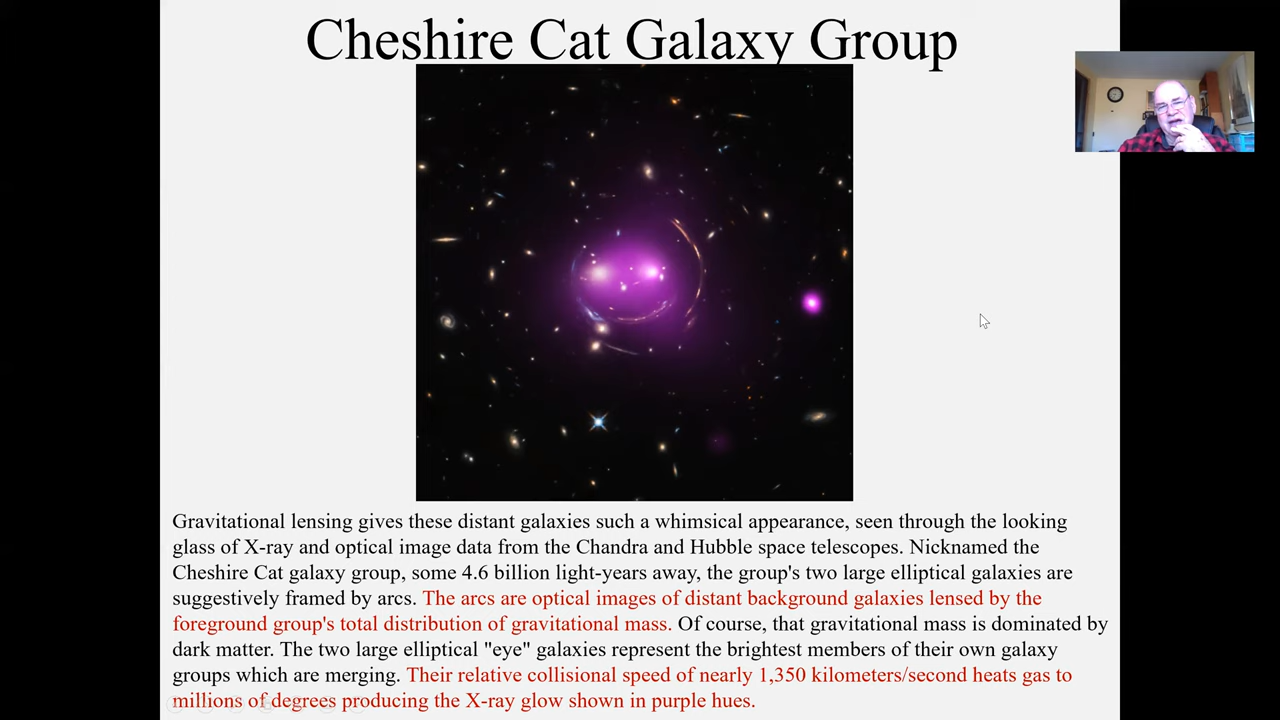 Cheshire Cat Galaxy Group
Gravitational lensing gives these distant galaxies such a whimsical appearance, seen through the looking
glass of X-ray and optical image data from the Chandra and Hubble space telescopes. Nicknamed the
Cheshire Cat galaxy group, some 4.6 billion light-years away, the group's two large elliptical galaxies are
suggestively framed by arcs. The arcs are optical images of distant background galaxies lensed by the
foreground group's total distribution of gravitational mass. Of course, that gravitational mass is dominated by
dark matter. The two large elliptical "eye" galaxies represent the brightest members of their own galaxy
groups which are merging. Their relative collisional speed of nearly 1,350 kilometers/second heats gas to
millions of degrees producing the X-ray glow shown in purple hues.